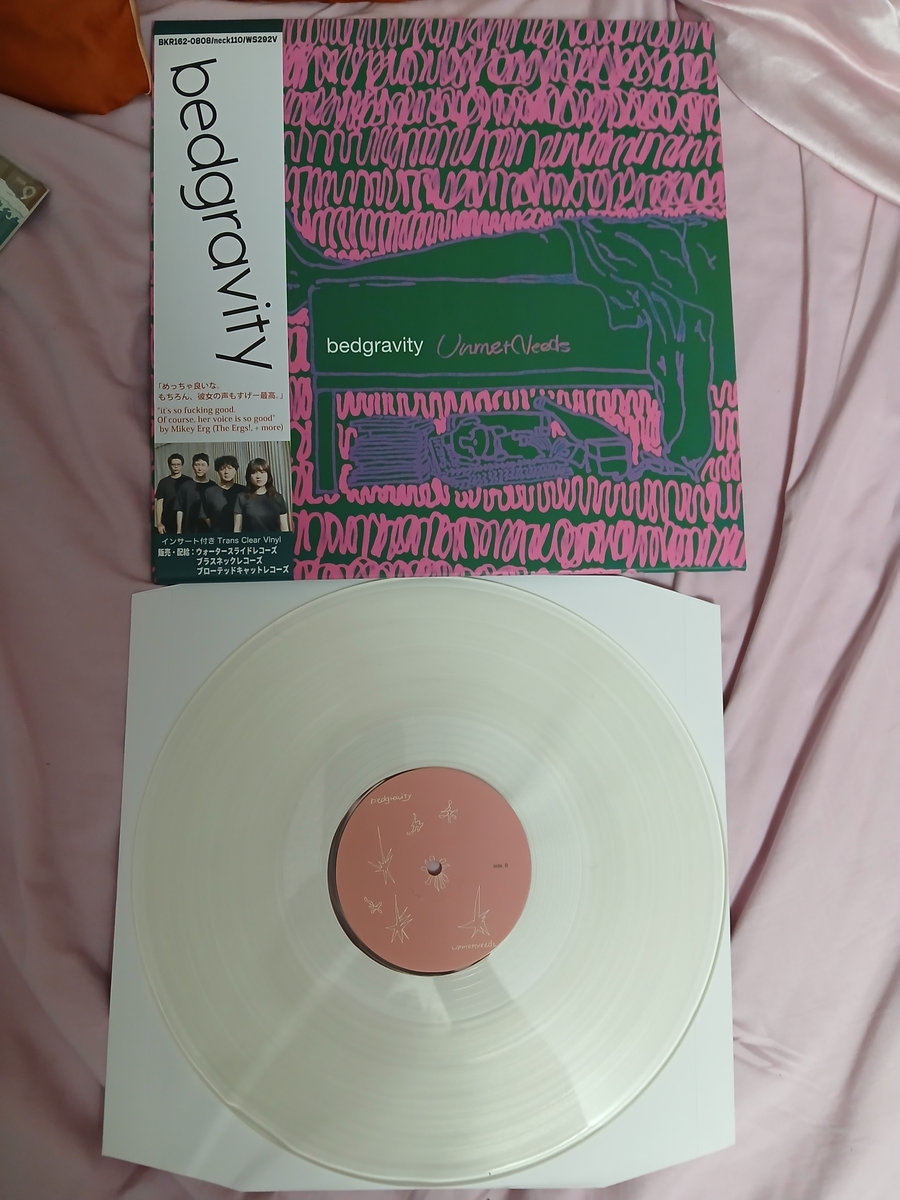 BKR162-0808/neck110/WS292V
bedgravity
「めっちゃ良いな。
もちろん、彼女の声もすげー最高。」
"it's so fucking good.
Of course, her voice is so good"
by Mikey Erg (The Ergs!, + more)
インサート付き Trans Clear Vinyl
販売・配給：ウォータースライドレコーズ
ブラスネックレコーズ
ブローテッドキャットレコーズ
bedgravity UnmetNeeds
bedgravity
side B
unmetneeds